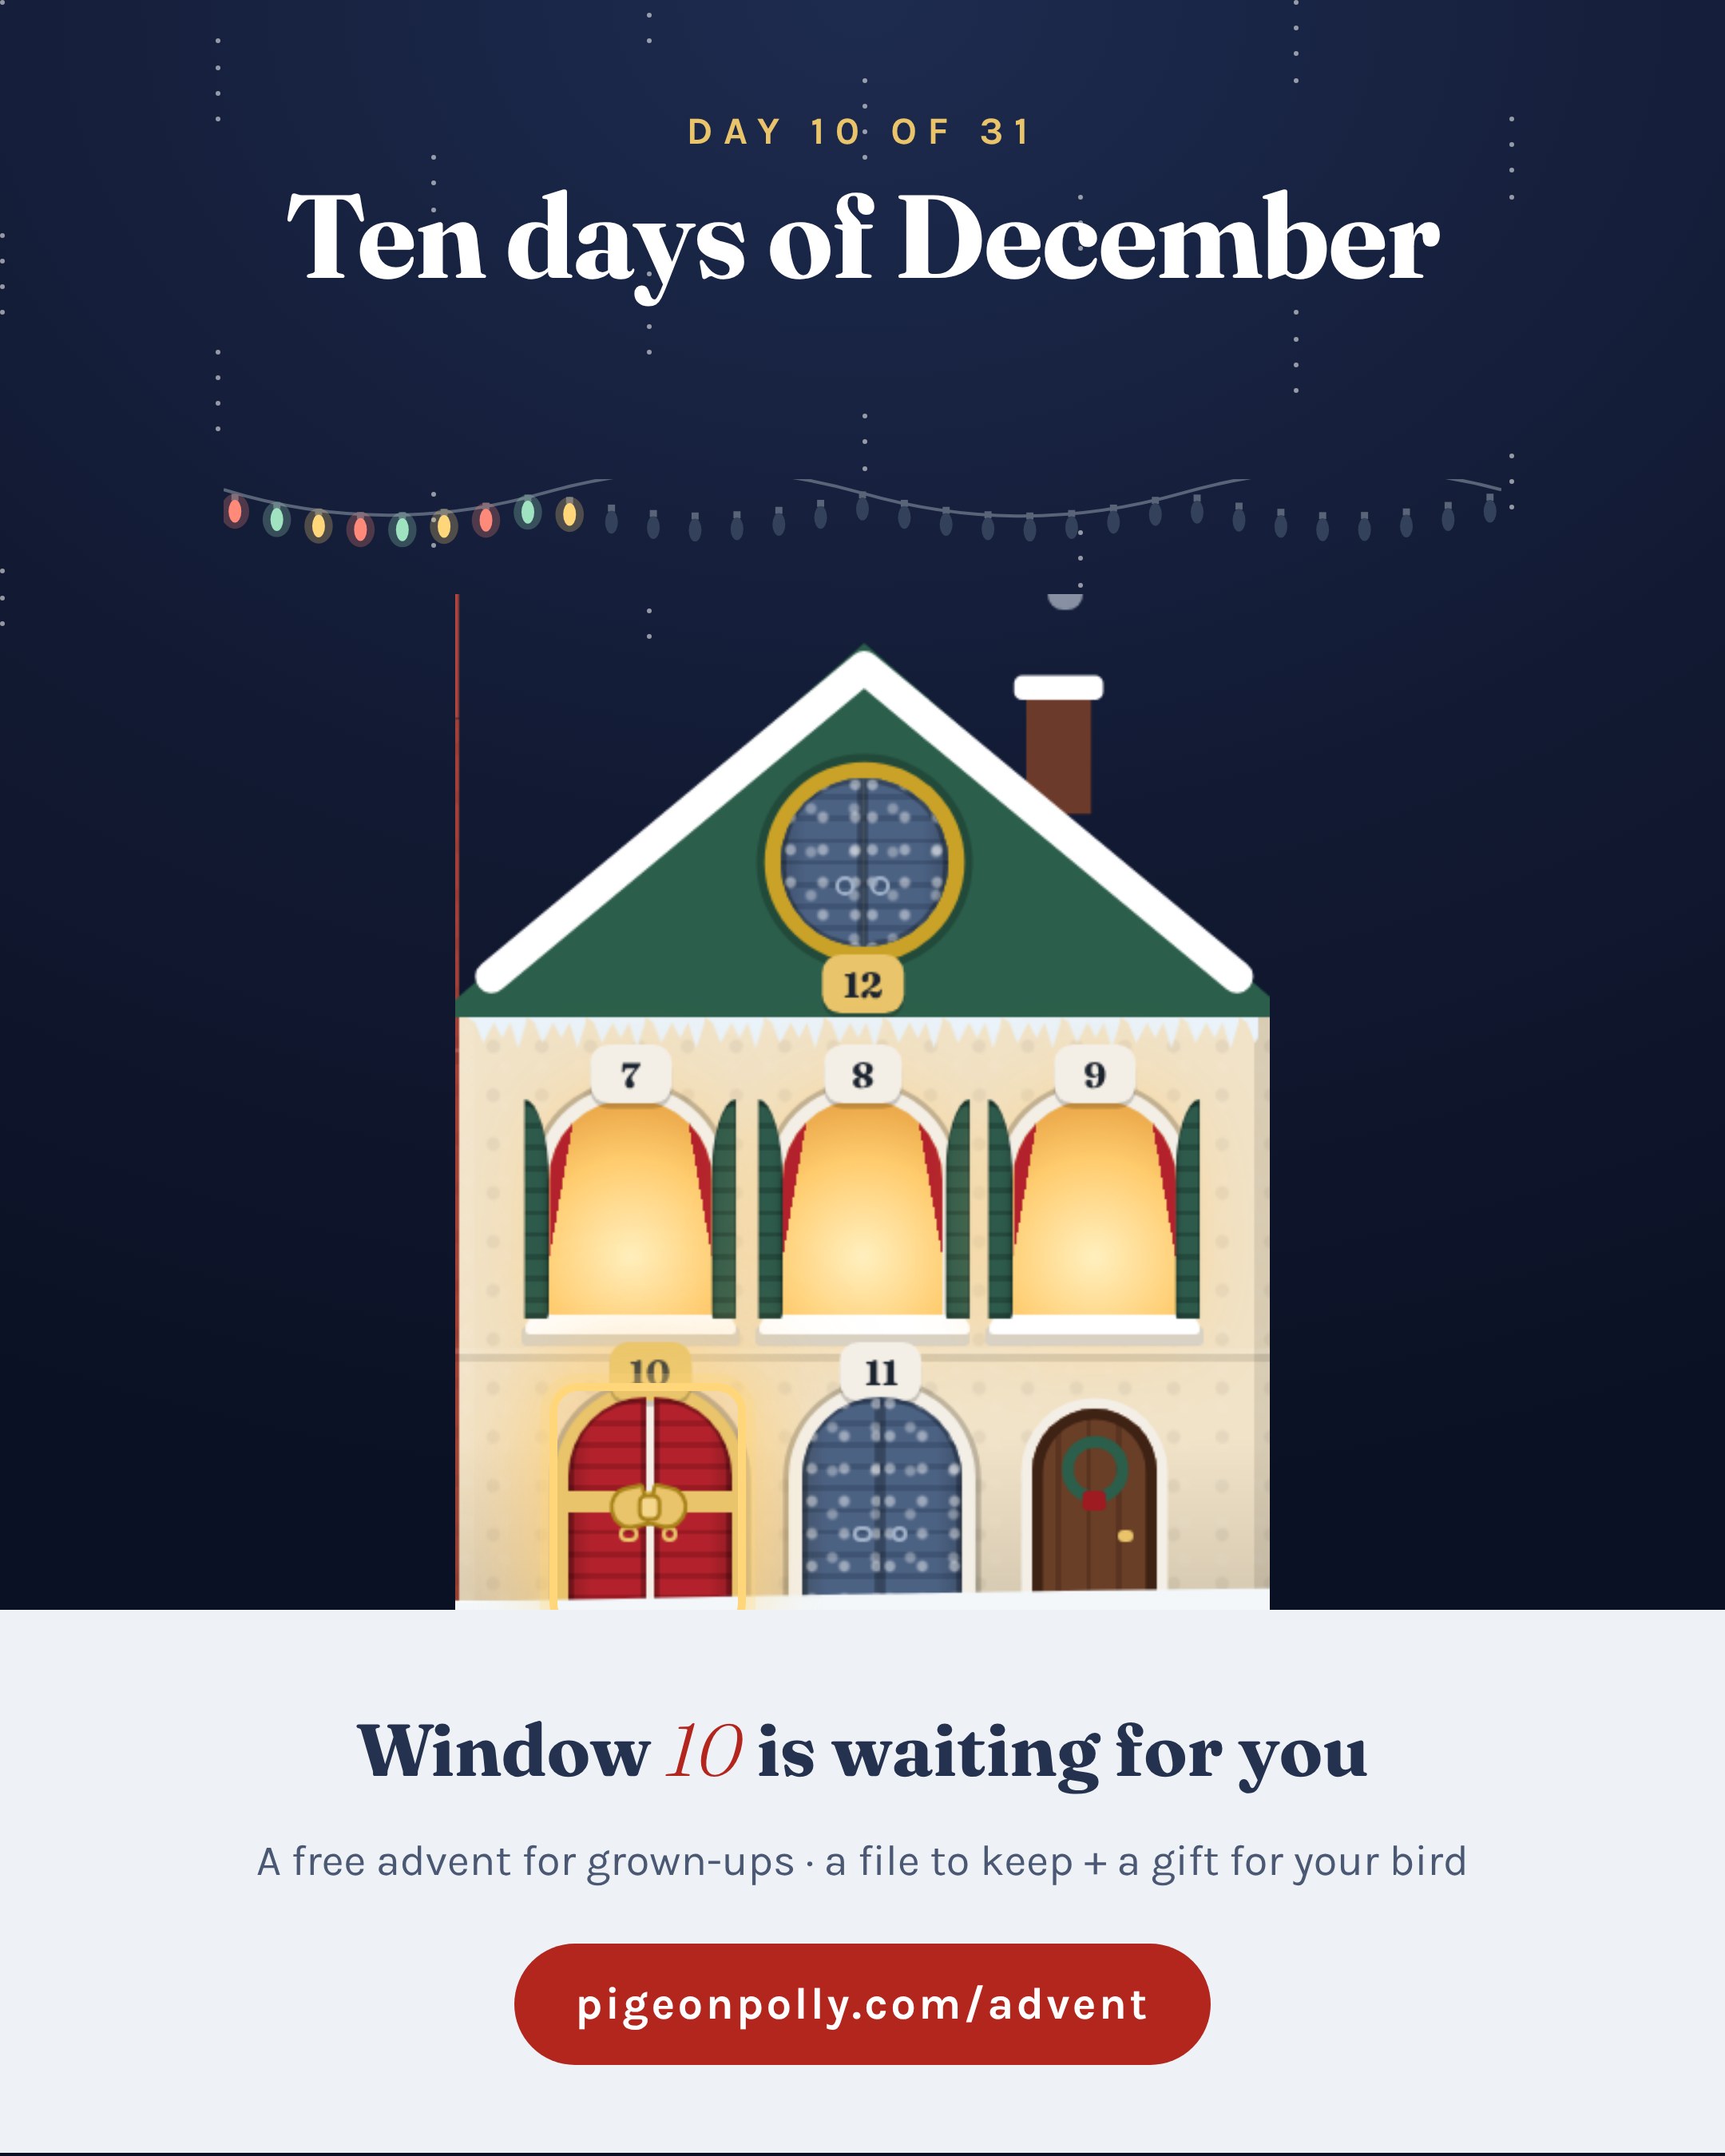 DAY 10 OF 31
Ten days of December
12
7 8 9
10 11
Window 10 is waiting for you
A free advent for grown-ups · a file to keep + a gift for your bird
pigeonpolly.com/advent